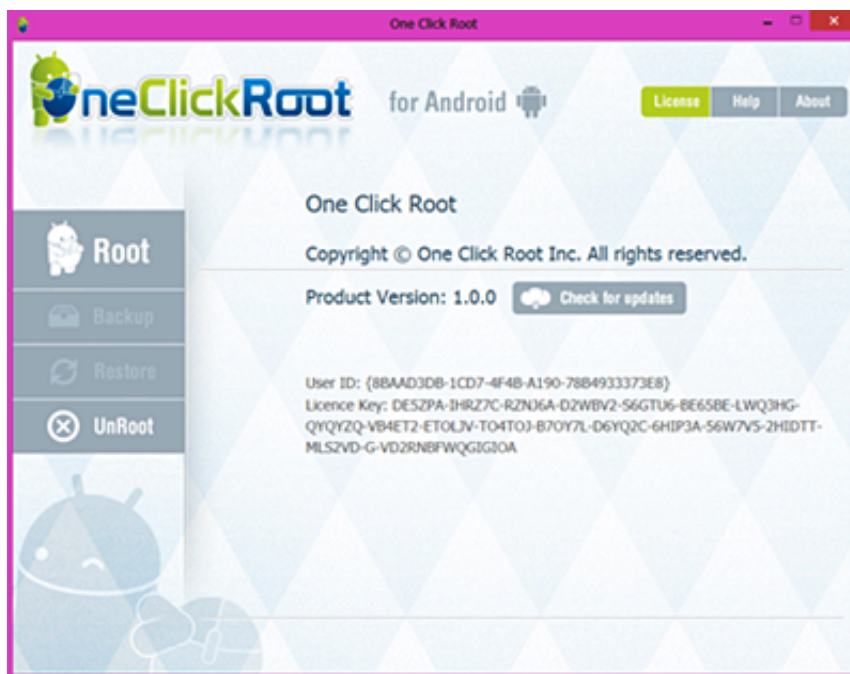 One Click Root
OneClickRoot for Android
License Help About
One Click Root
Root
Copyright © One Click Root Inc. All rights reserved.
Product Version: 1.0.0 Check for updates
Backup
Restore
User ID: {8BAAD3DB-1CD7-4F4B-A190-78B4933373E8}
Licence Key: DESZPA-IHRZ7C-RZNJ6A-D2WBV2-S6GTU6-BE65BE-LWQ3HG-
UnRoot
QYQYZQ-VB4ET2-ETOLJV-TO4TOJ-B7OY7L-D6YQ2C-6HIP3A-56W7VS-2HIDTT-
MLS2VD-G-VD2RNBFWQGIGIOA